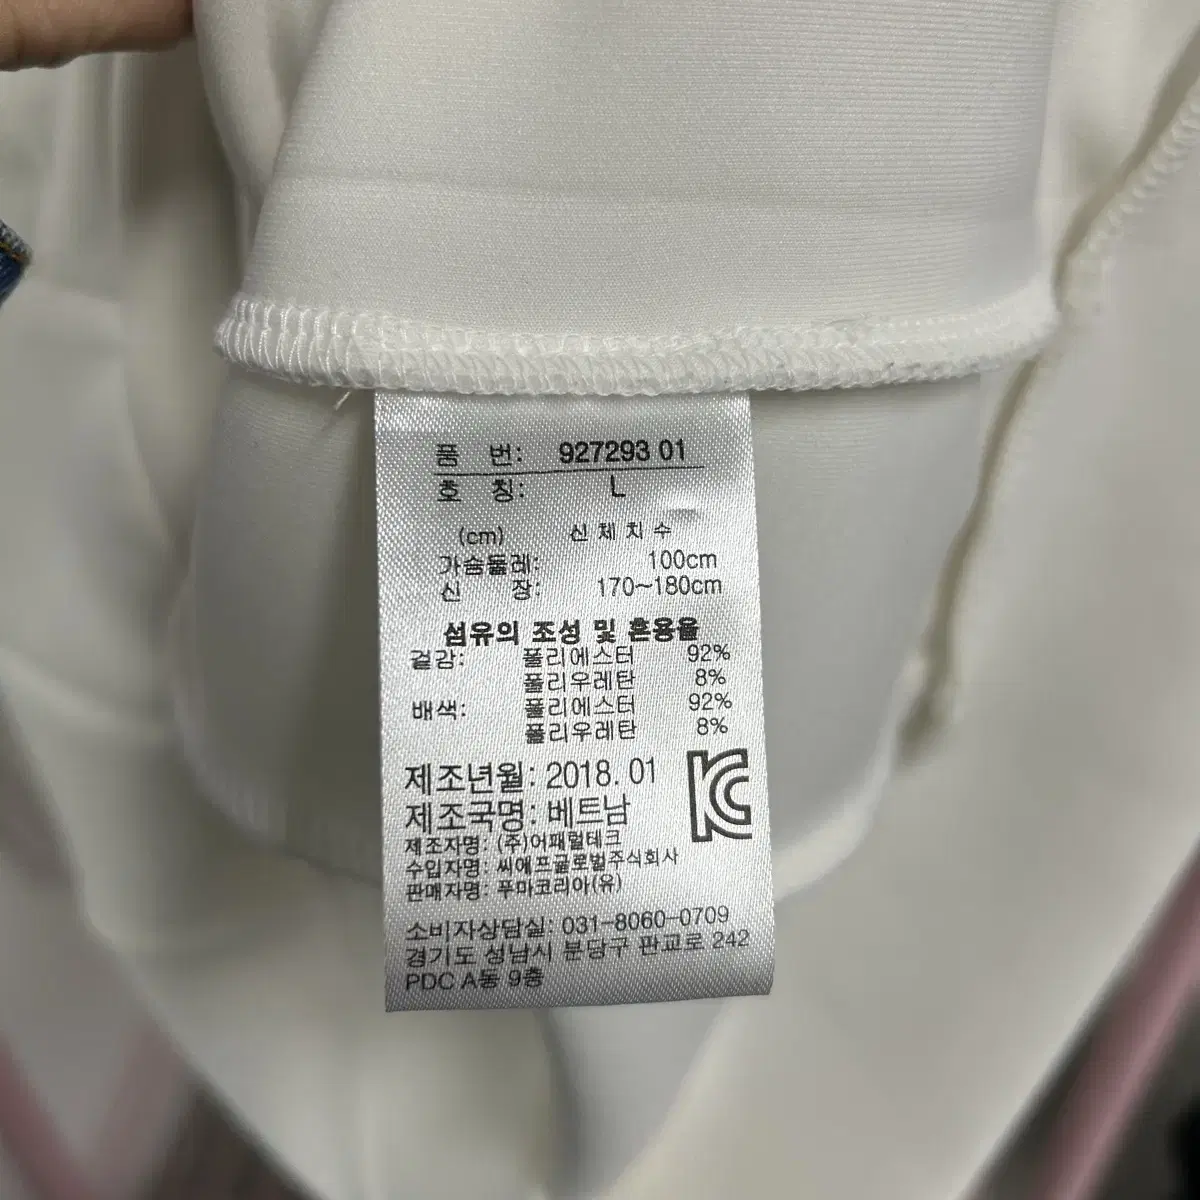 품 번: 927293 01
호 칭: L
(cm) 신체치수
가슴둘레: 100cm
신 장: 170~180cm
섬유의 조성 및 혼용율
겉감: 폴리에스터 92%
폴리우레탄 8%
배색: 폴리에스터 92%
폴리우레탄 8%
제조년월: 2018. 01
제조국명: 베트남
제조자명: (주)어패럴테크
수입자명: 씨에프글로벌주식회사
판매자명: 푸마코리아(유)
소비자상담실: 031-8060-0709
경기도 성남시 분당구 판교로 242
PDC A동 9층